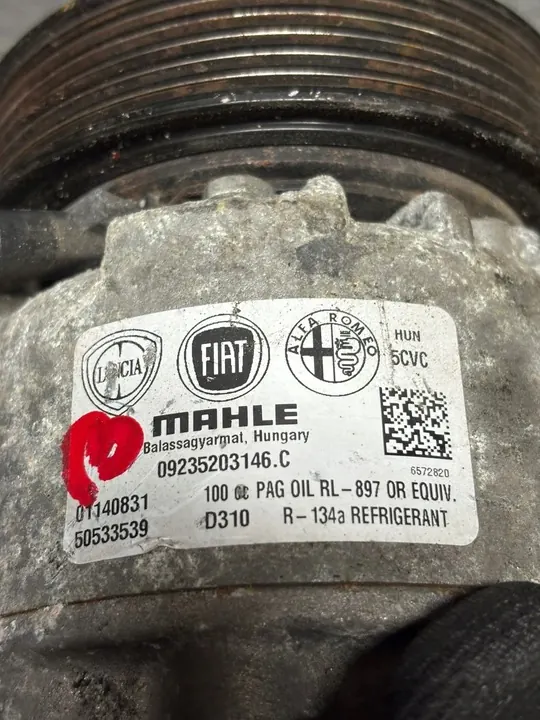 LANCIA
FIAT
ALFA ROMEO
HUN
5CVC
MAHLE
Balassagyarmat, Hungary
09235203146.C
6572820
01140831
100 cc PAG OIL RL-897 OR EQUIV.
50533539
D310
R-134a REFRIGERANT